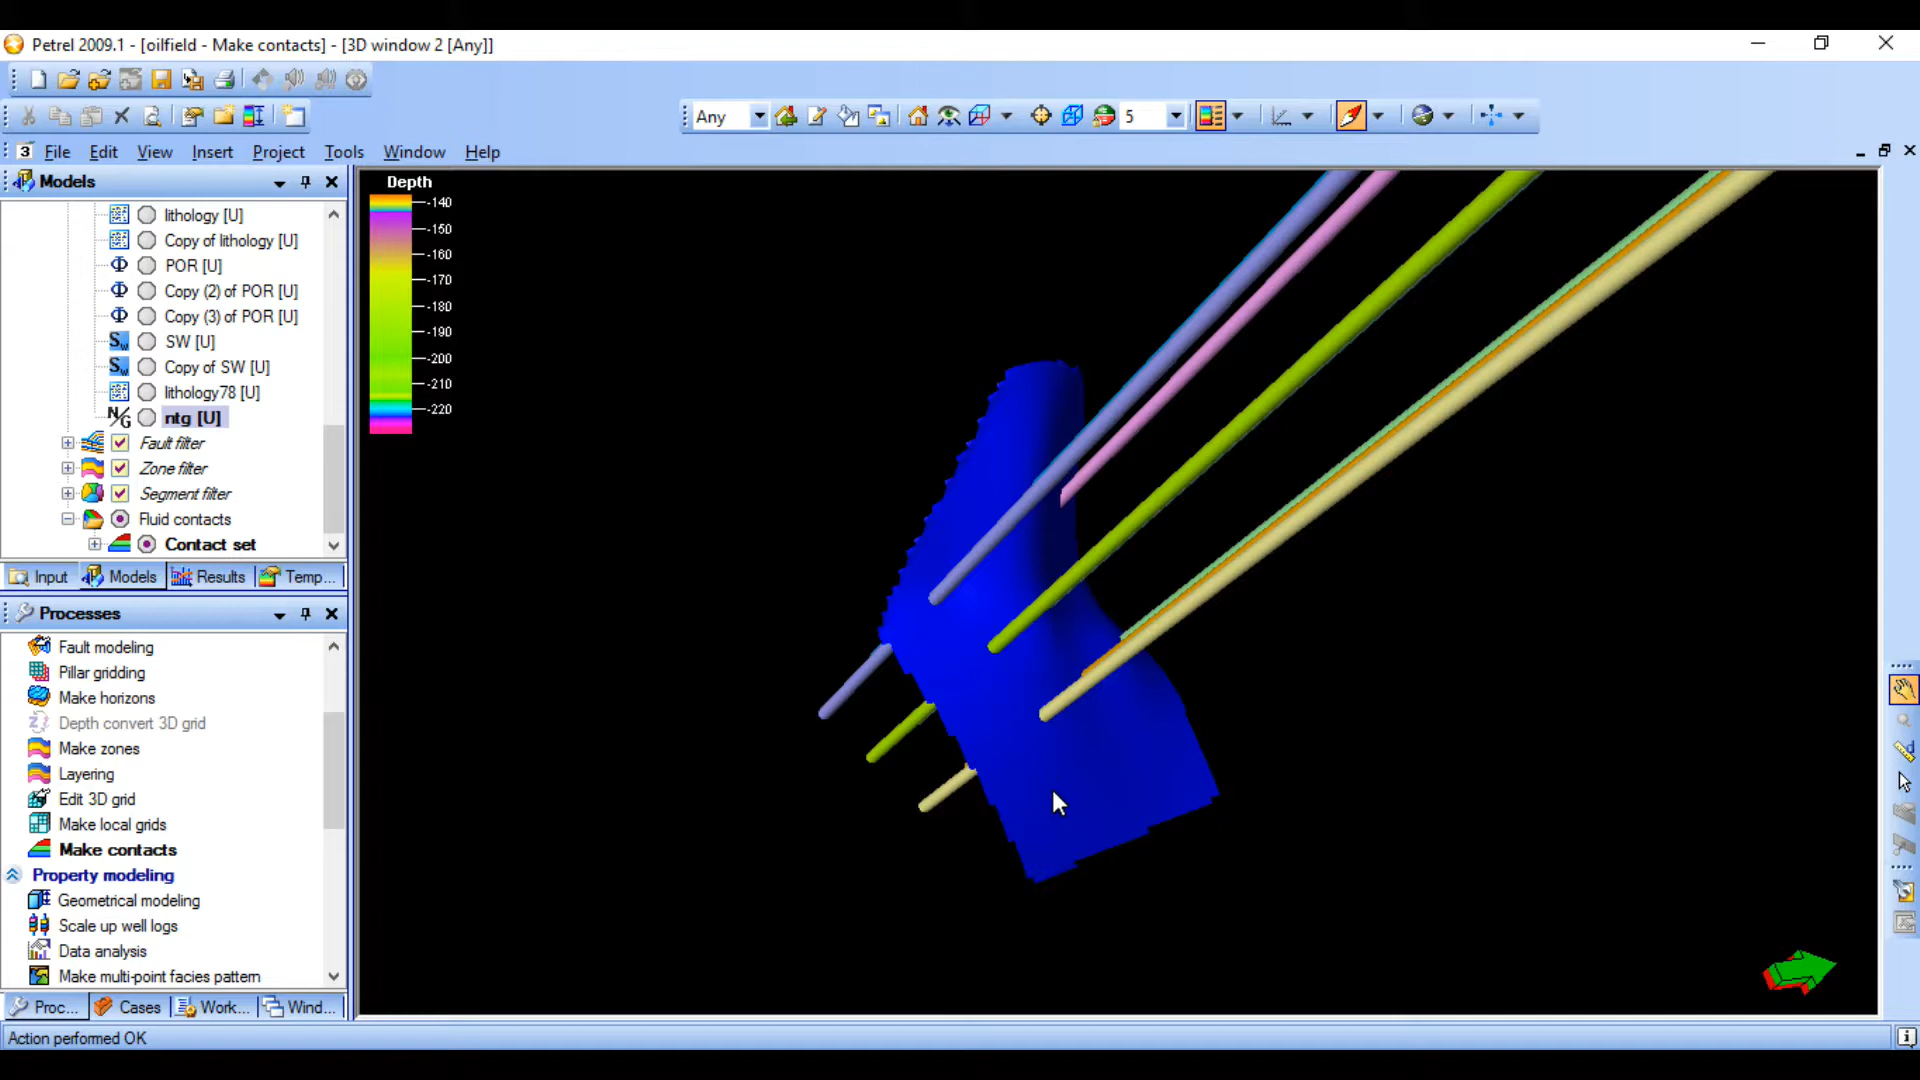 Petrel 2009.1 - [oilfield - Make contacts] - [3D window 2 [Any]]
Any
5
3 File Edit View Insert Project Tools Window Help
Models
lithology [U]
Copy of lithology [U]
Φ POR [U]
Φ Copy (2) of POR [U]
Φ Copy (3) of POR [U]
Sw SW [U]
Sw Copy of SW [U]
lithology78 [U]
N/G ntg [U]
Fault filter
Zone filter
Segment filter
Fluid contacts
Contact set
Input Models Results Temp...
Processes
Fault modeling
Pillar gridding
Make horizons
Depth convert 3D grid
Make zones
Layering
Edit 3D grid
Make local grids
Make contacts
Property modeling
Geometrical modeling
Scale up well logs
Data analysis
Make multi-point facies pattern
Proc... Cases Work... Wind...
Action performed OK
Depth
-140
-150
-160
-170
-180
-190
-200
-210
-220